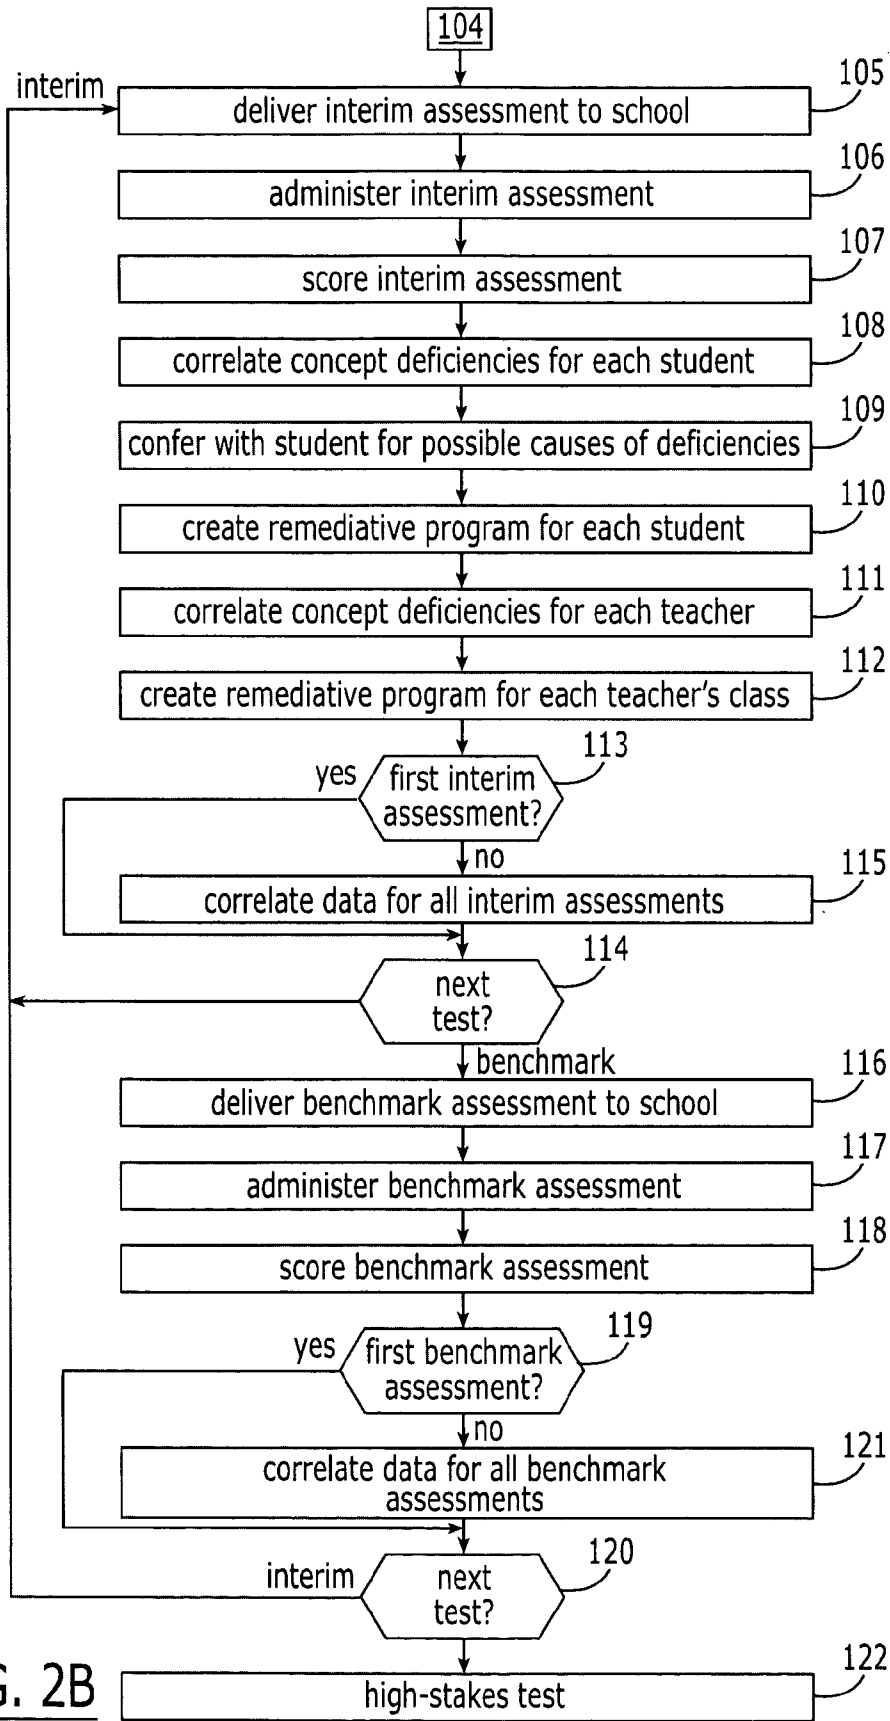 104
interim
105
deliver interim assessment to school
106
administer interim assessment
107
score interim assessment
108
correlate concept deficiencies for each student
109
confer with student for possible causes of deficiencies
110
create remediative program for each student
111
correlate concept deficiencies for each teacher
112
create remediative program for each teacher's class
113
yes
first interim
assessment?
no
115
correlate data for all interim assessments
114
next
test?
benchmark
116
deliver benchmark assessment to school
117
administer benchmark assessment
118
score benchmark assessment
119
yes
first benchmark
assessment?
no
121
correlate data for all benchmark
assessments
120
interim
next
test?
122
high-stakes test
G. 2B